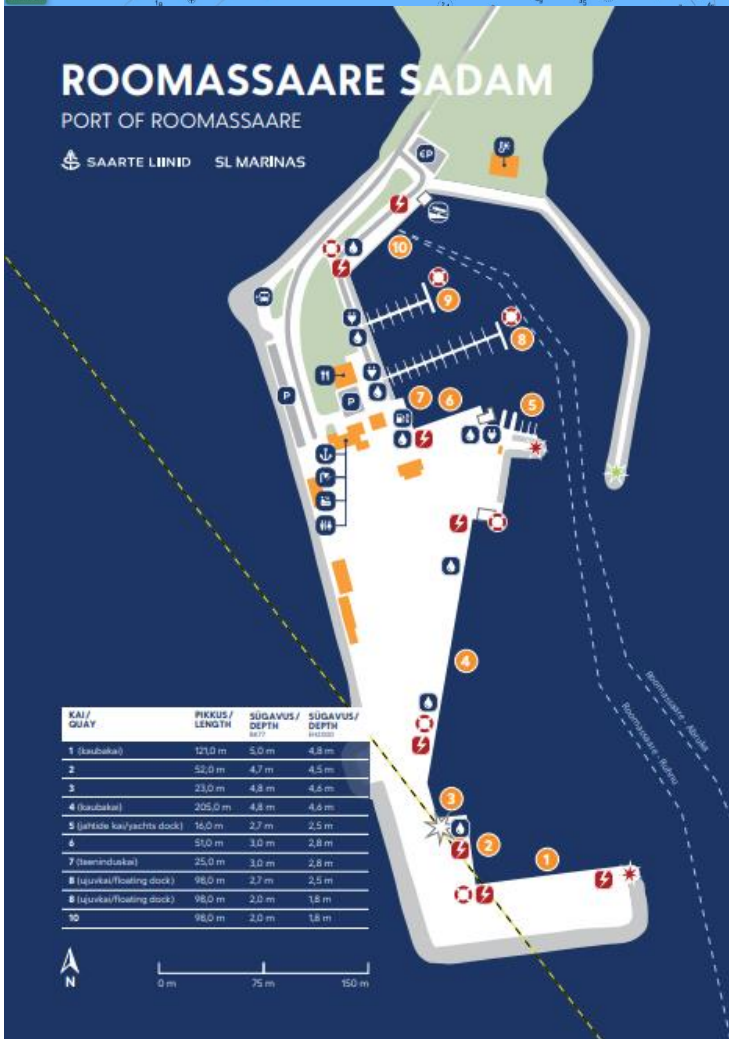 ROOMASSAARE SADAM
PORT OF ROOMASSAARE
SAARTE LIINID SL MARINAS
€P
10
9
8
7 6 5
P
P
4
Roomassaare - Abruka
Roomassaare - Ruhnu
3
2
1
KAI/ QUAY PIKKUS/ LENGTH SÜGAVUS/ DEPTH BK77 SÜGAVUS/ DEPTH EH2000
1 (kaubakai) 121,0 m 5,0 m 4,8 m
2 52,0 m 4,7 m 4,5 m
3 23,0 m 4,8 m 4,6 m
4 (kaubakai) 205,0 m 4,8 m 4,6 m
5 (jahtide kai/yachts dock) 16,0 m 2,7 m 2,5 m
6 51,0 m 3,0 m 2,8 m
7 (teeninduskai) 25,0 m 3,0 m 2,8 m
8 (ujuvkai/floating dock) 98,0 m 2,7 m 2,5 m
8 (ujuvkai/floating dock) 98,0 m 2,0 m 1,8 m
10 98,0 m 2,0 m 1,8 m
N
0 m 75 m 150 m